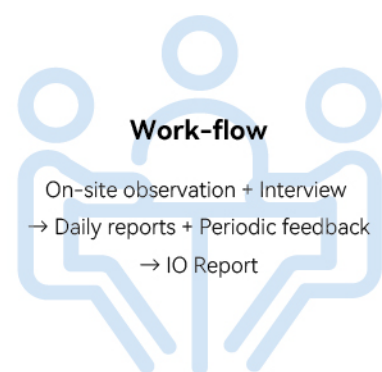 Work-flow
On-site observation + Interview
→ Daily reports + Periodic feedback
→ IO Report